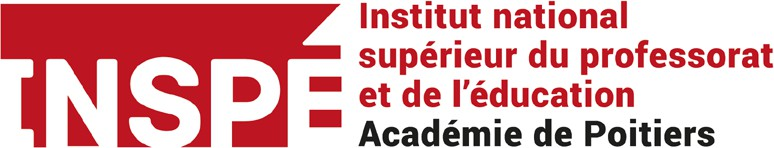 INSPÉ
Institut national
supérieur du professorat
et de l'éducation
Académie de Poitiers